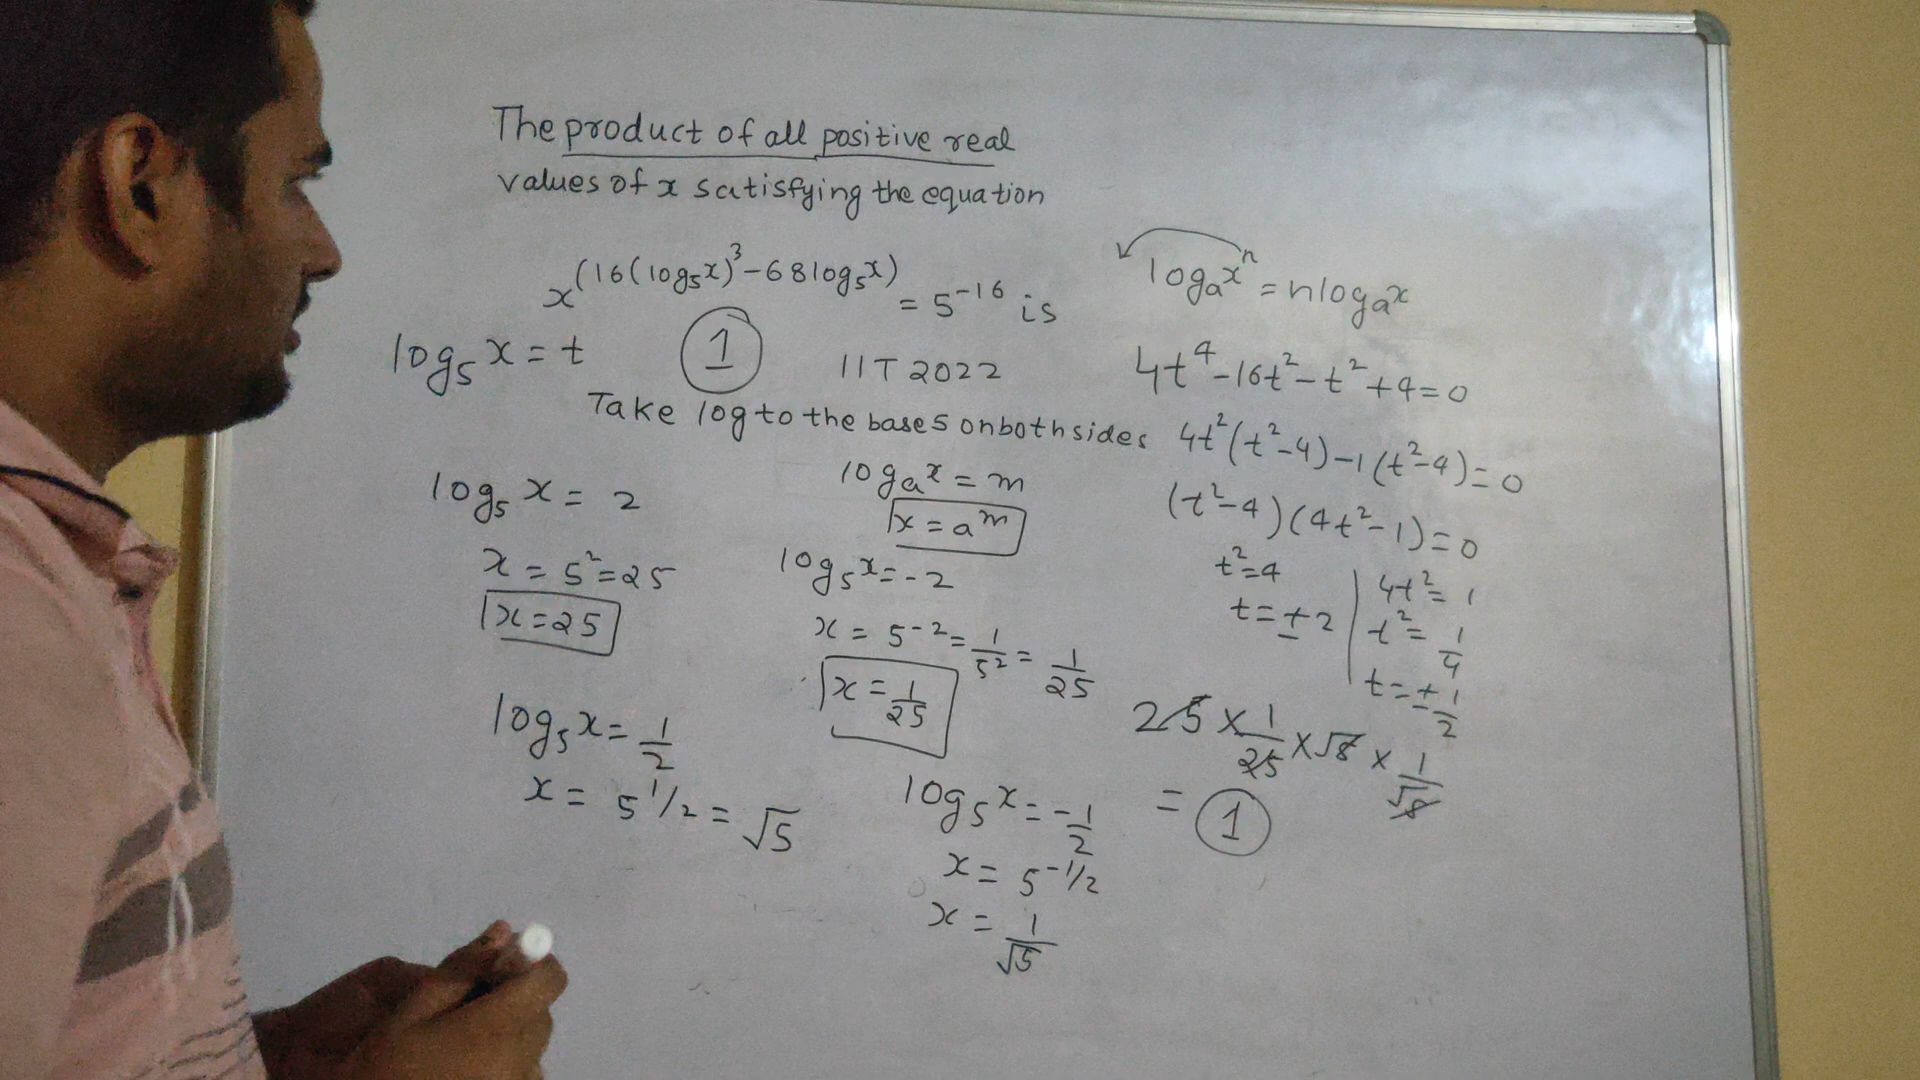 The product of all positive real
values of x satisfying the equation
x^(16(log₅x)³-68log₅x) = 5^-16 is
log₅ x = t
1
IIT 2022
Take log to the base 5 on both sides
log₅ x = 2
x = 5² = 25
x = 25
logₐx = m
x = a^m
log₅x = -2
x = 5^-2 = 1/5² = 1/25
x = 1/25
log₅x = 1/2
x = 5^1/2 = √5
log₅x = -1/2
x = 5^-1/2
x = 1/√5
logₐx^n = n logₐx
4t⁴-16t²-t²+4=0
4t²(t²-4)-1(t²-4)=0
(t²-4)(4t²-1)=0
t²=4
t=±2
4t²=1
t²=1/4
t=±1/2
25 × 1/25 × √5 × 1/√5
= 1